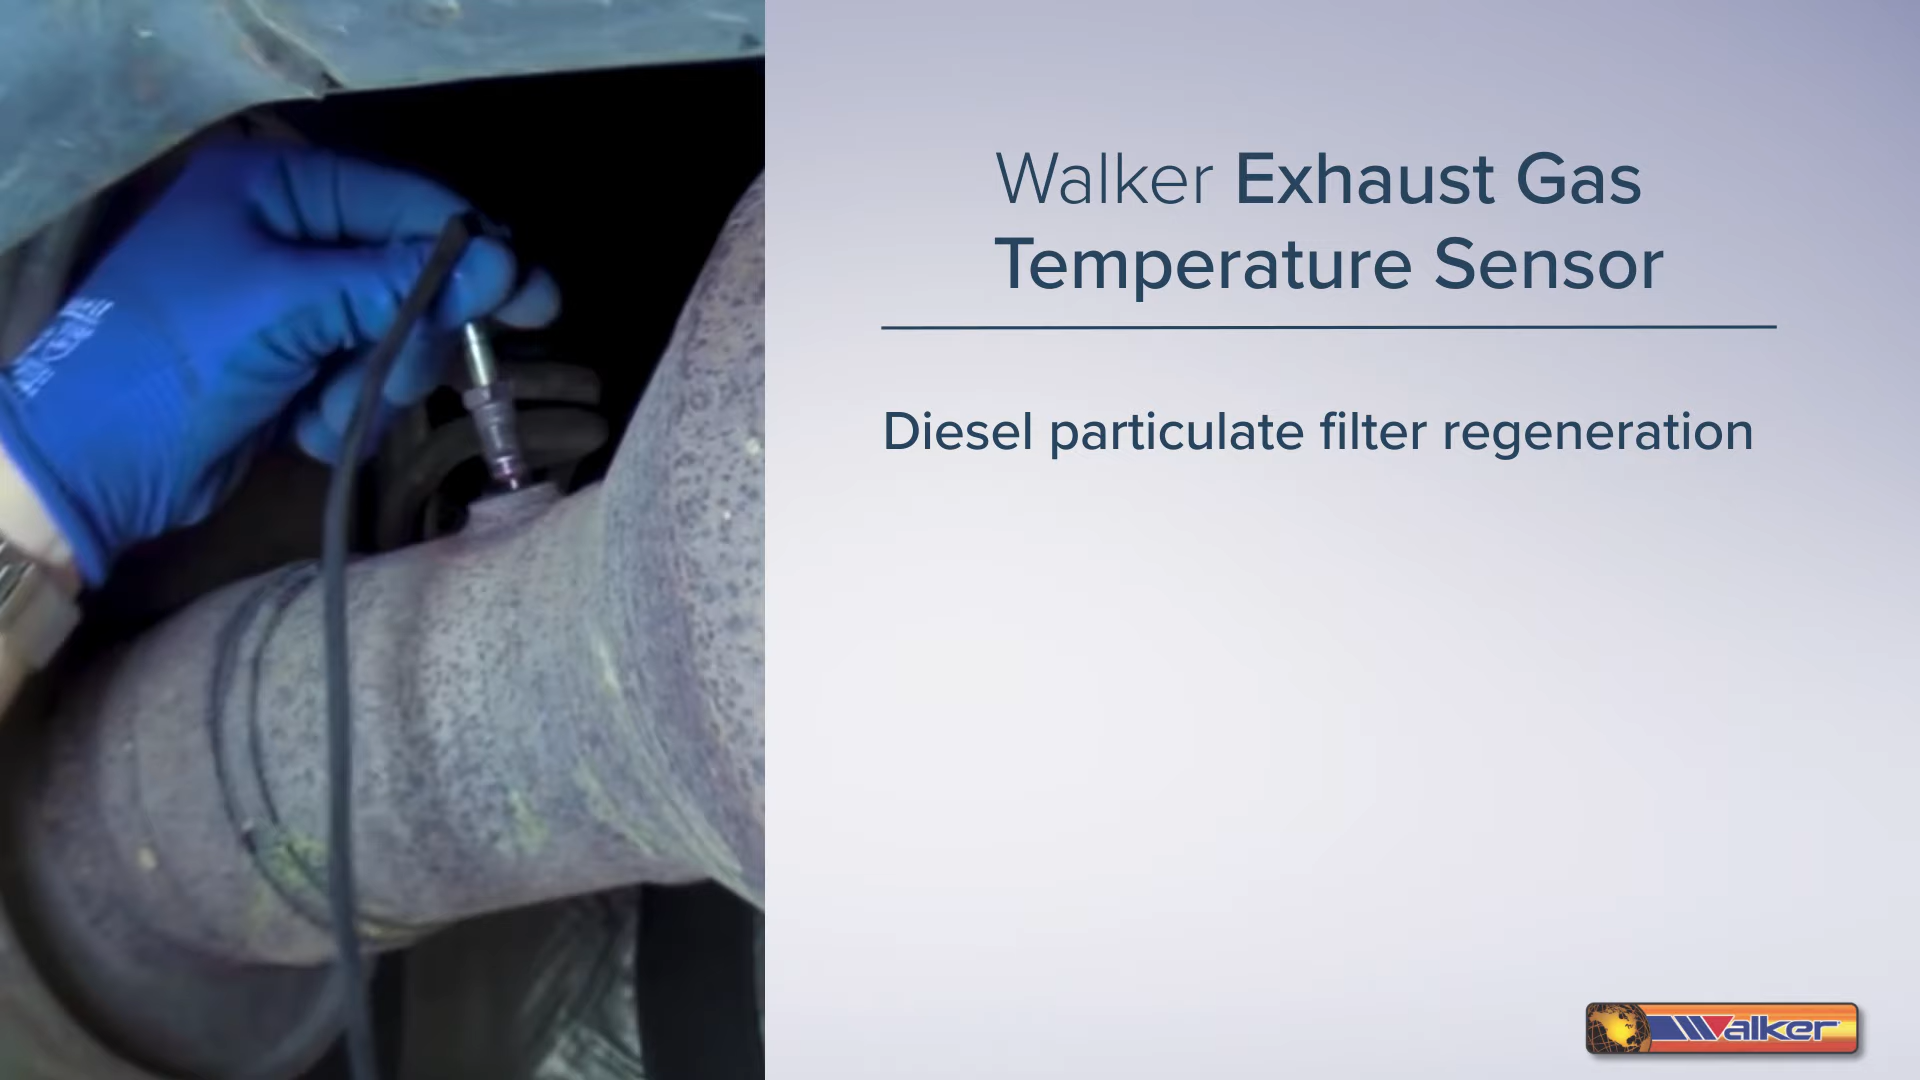 Walker Exhaust Gas
Temperature Sensor
Diesel particulate filter regeneration
Walker